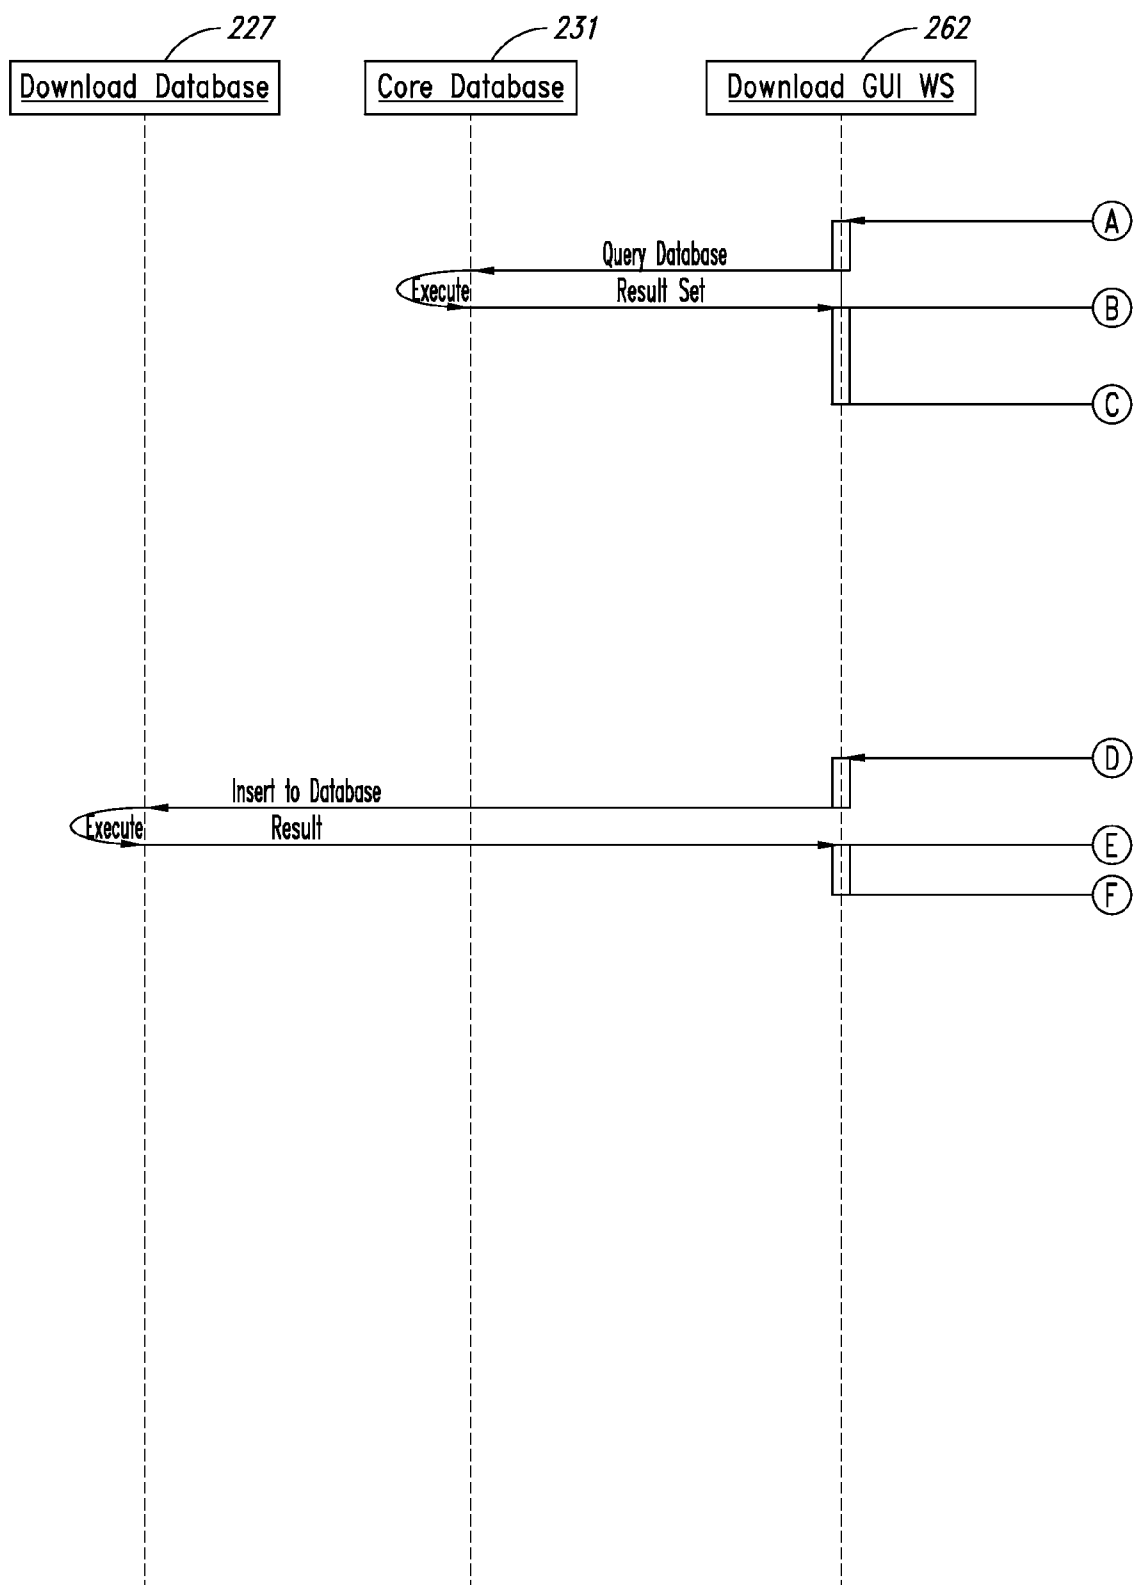 227
231
262
Download Database
Core Database
Download GUI WS
A
Query Database
Execute
Result Set
B
C
D
Insert to Database
Execute
Result
E
F